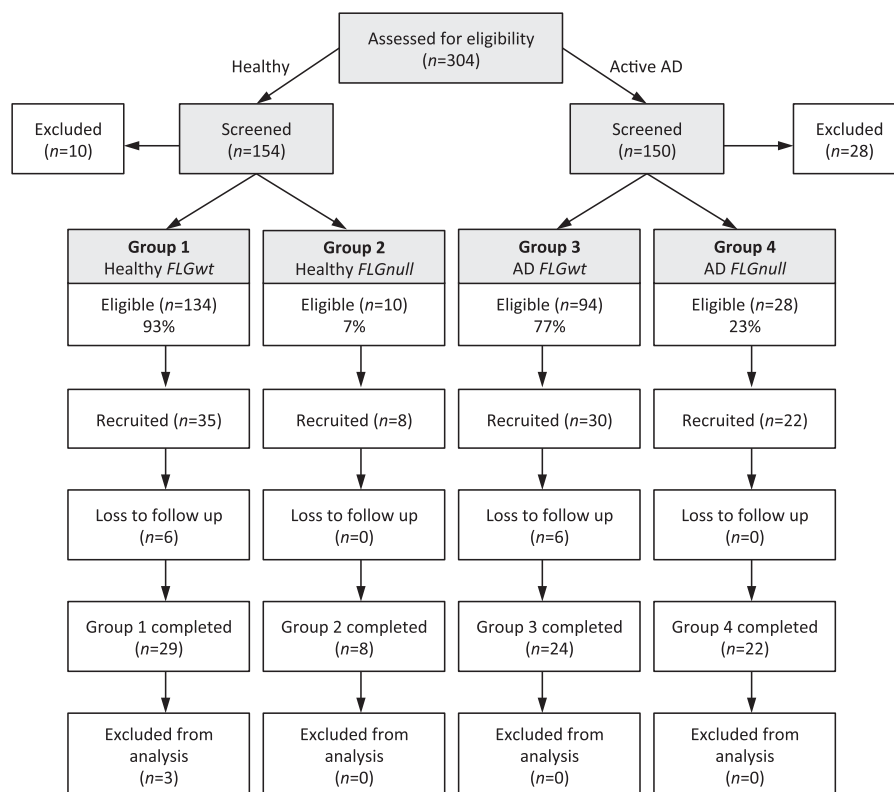 Assessed for eligibility
(n=304)
Healthy
Active AD
Excluded
(n=10)
Screened
(n=154)
Screened
(n=150)
Excluded
(n=28)
Group 1
Healthy FLGwt
Eligible (n=134)
93%
Group 2
Healthy FLGnull
Eligible (n=10)
7%
Group 3
AD FLGwt
Eligible (n=94)
77%
Group 4
AD FLGnull
Eligible (n=28)
23%
Recruited (n=35)
Recruited (n=8)
Recruited (n=30)
Recruited (n=22)
Loss to follow up
(n=6)
Loss to follow up
(n=0)
Loss to follow up
(n=6)
Loss to follow up
(n=0)
Group 1 completed
(n=29)
Group 2 completed
(n=8)
Group 3 completed
(n=24)
Group 4 completed
(n=22)
Excluded from
analysis
(n=3)
Excluded from
analysis
(n=0)
Excluded from
analysis
(n=0)
Excluded from
analysis
(n=0)